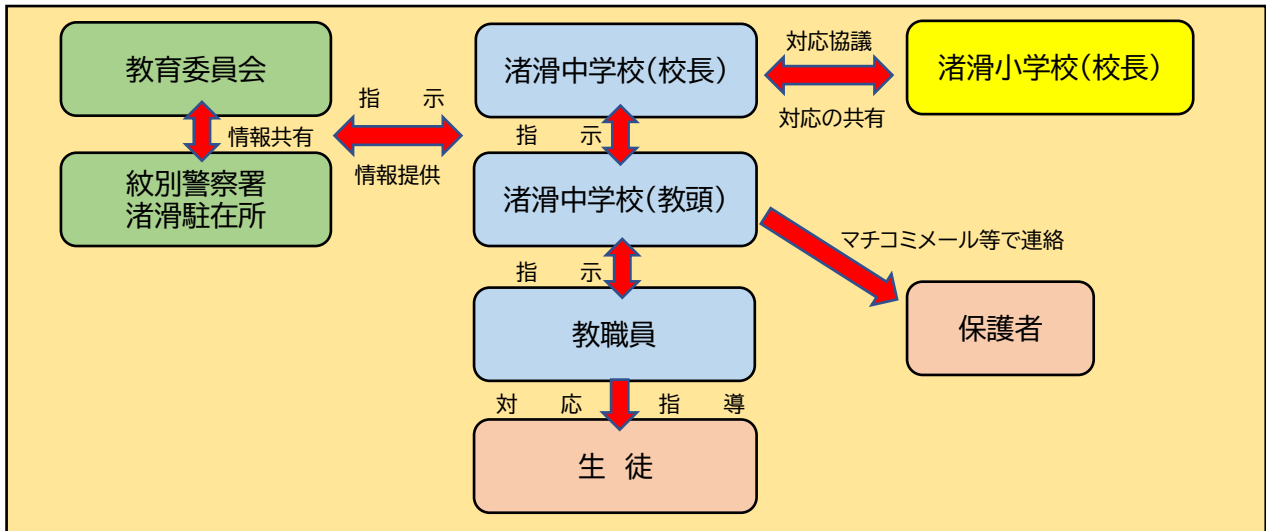 教育委員会
情報共有
紋別警察署
渚滑駐在所
指　示
情報提供
渚滑中学校(校長)
対応協議
対応の共有
渚滑小学校(校長)
指　示
渚滑中学校(教頭)
マチコミメール等で連絡
保護者
指　示
教職員
対　応　指　導
生 徒